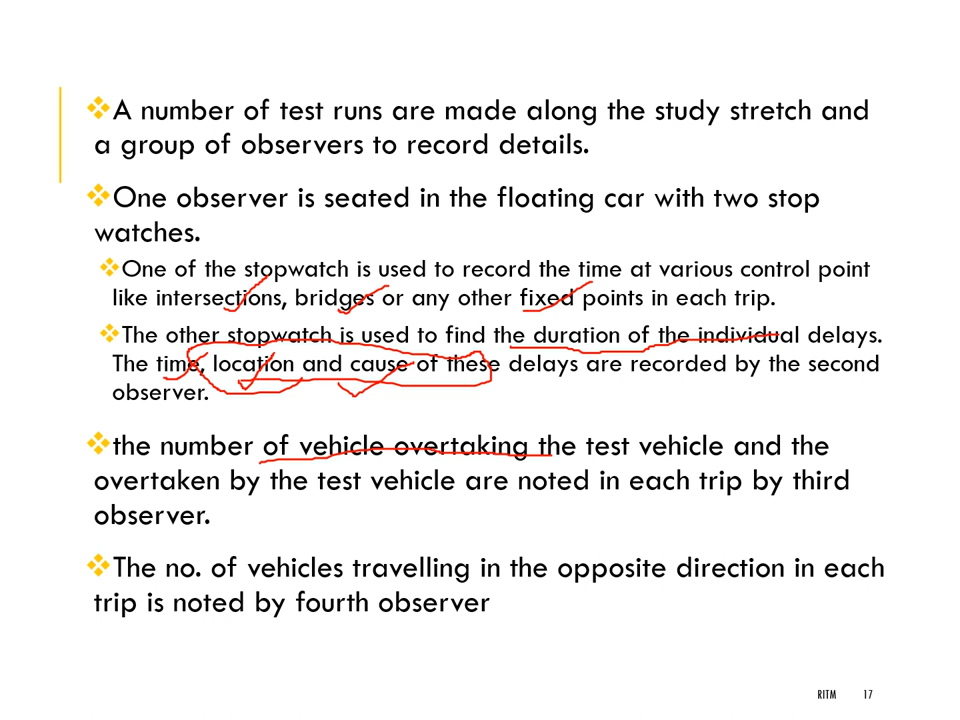 A number of test runs are made along the study stretch and
a group of observers to record details.
One observer is seated in the floating car with two stop
watches.
One of the stopwatch is used to record the time at various control point
like intersections, bridges or any other fixed points in each trip.
The other stopwatch is used to find the duration of the individual delays.
The time, location and cause of these delays are recorded by the second
observer.
the number of vehicle overtaking the test vehicle and the
overtaken by the test vehicle are noted in each trip by third
observer.
The no. of vehicles travelling in the opposite direction in each
trip is noted by fourth observer
RITM 17